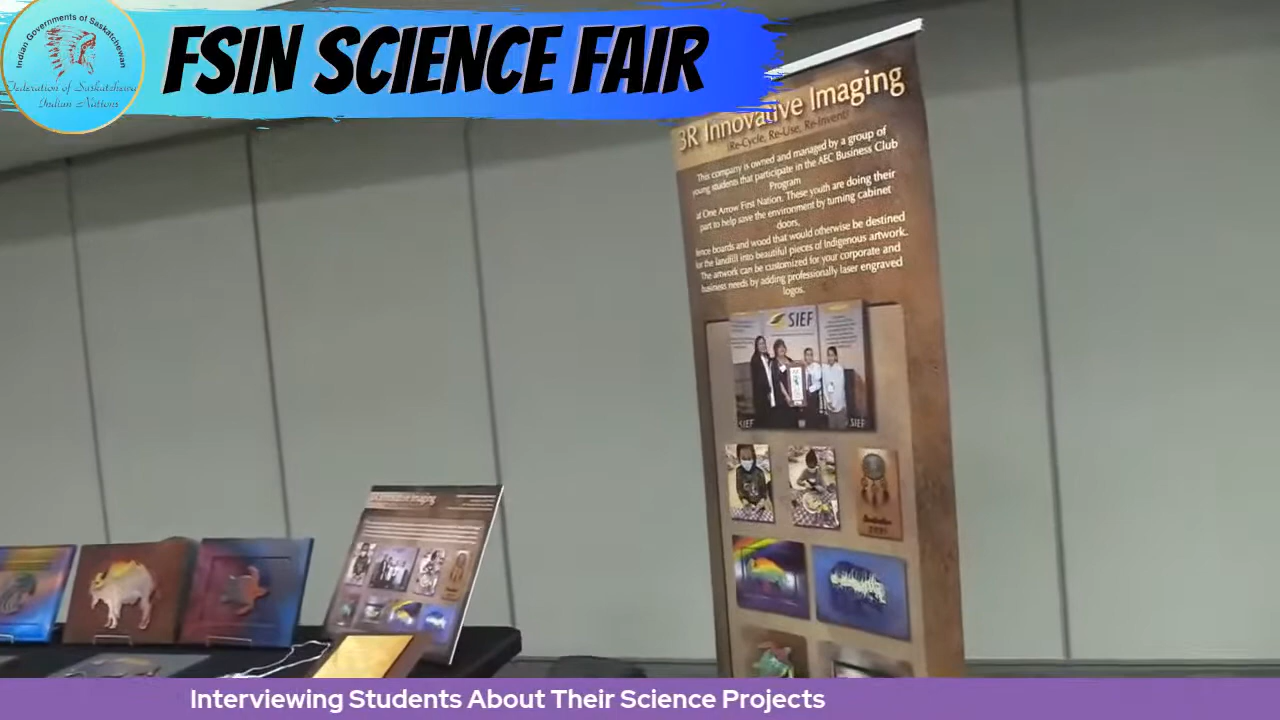 Indian Governments of Saskatchewan
Federation of Saskatchewan
Indian Nations
FSIN SCIENCE FAIR
3R Innovative Imaging
(Re-Cycle, Re-Use, Re-Invent)
This company is owned and managed by a group of
young students that participate in the AEC Business Club
Program
at One Arrow First Nation. These youth are doing their
part to help save the environment by turning cabinet
doors,
fence boards and wood that would otherwise be destined
for the landfill into beautiful pieces of Indigenous artwork.
The artwork can be customized for your corporate and
business needs by adding professionally laser engraved
logos.
SIEF
SIEF
SIEF
Innovative Imaging
Interviewing Students About Their Science Projects